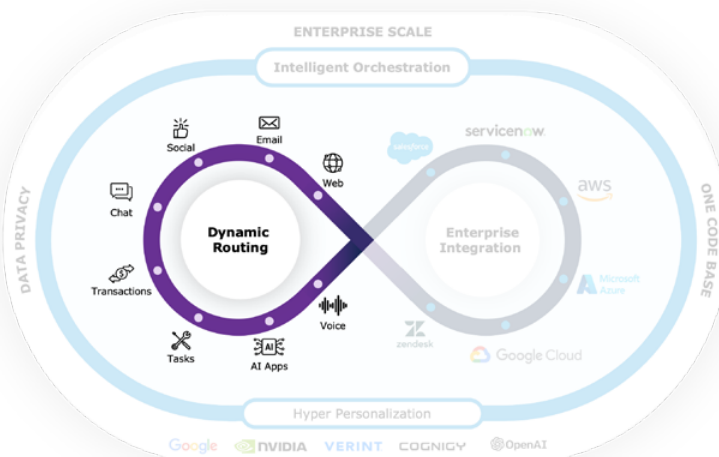 ENTERPRISE SCALE
Intelligent Orchestration
Social
Email
Web
Chat
Transactions
Tasks
AI
AI Apps
Voice
Dynamic
Routing
salesforce
servicenow
aws
Microsoft
Azure
Google Cloud
zendesk
Enterprise
Integration
DATA PRIVACY
ONE CODE BASE
Hyper Personalization
Google
NVIDIA
VERINT
COGNIGY
OpenAI